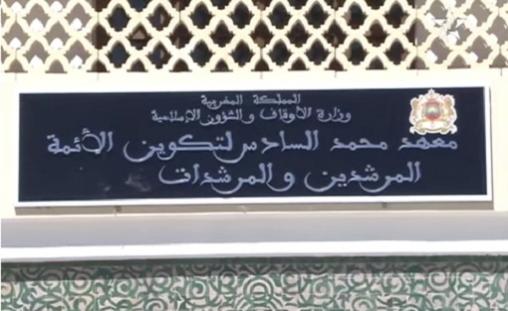 المملكة المغربية
وزارة الأوقاف والشؤون الإسلامية
معهد محمد السادس لتكوين الأئمة
المرشدين والمرشدات